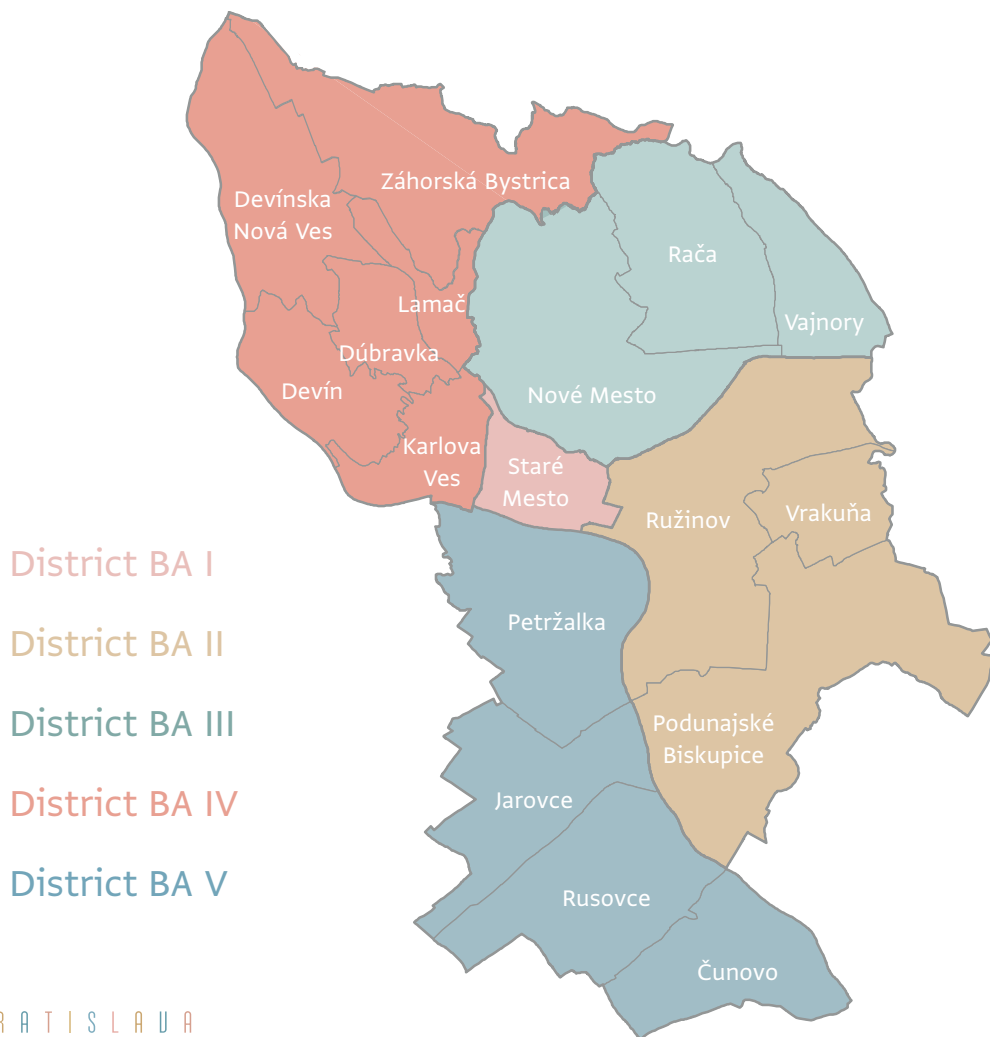 Záhorská Bystrica
Devínska
Nová Ves
Rača
Lamač
Vajnory
Dúbravka
Devín
Nové Mesto
Karlova
Ves
Staré
Mesto
Ružinov
Vrakuňa
District BA I
Petržalka
District BA II
District BA III
Podunajské
Biskupice
District BA IV
Jarovce
District BA V
Rusovce
Čunovo
RATISLAVA